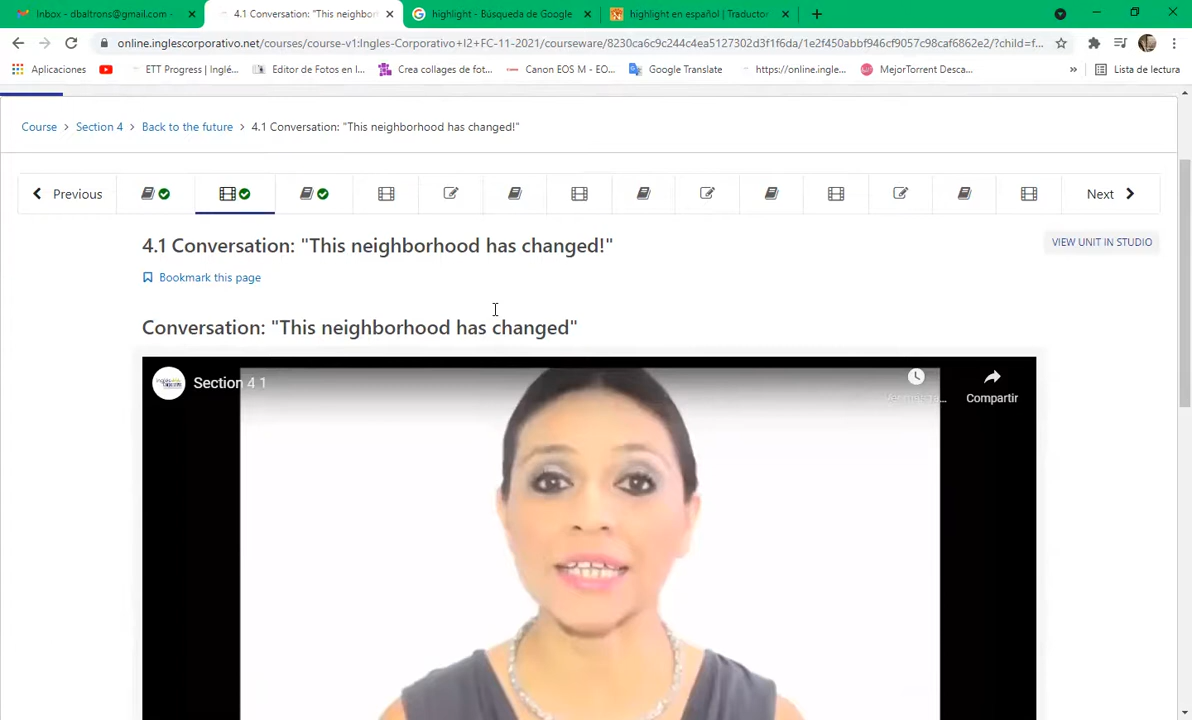 Inbox - dbaltrons@gmail.com -
4.1 Conversation: "This neighbor
highlight - Búsqueda de Google
highlight en español | Traductor
online.inglescorporativo.net/courses/course-v1:Ingles-Corporativo+I2+FC-11-2021/courseware/8230ca6c9c244c4ea5127302d3f1f6da/1e2f450abbf946cf9057c98caf6862e2/?child=f...
Aplicaciones
ETT Progress | Inglé...
Editor de Fotos en l...
Crea collages de fot...
Canon EOS M - EO...
Google Translate
https://online.ingle...
MejorTorrent Desca...
»
Lista de lectura
Course > Section 4 > Back to the future > 4.1 Conversation: "This neighborhood has changed!"
Previous
Next
4.1 Conversation: "This neighborhood has changed!"
VIEW UNIT IN STUDIO
Bookmark this page
Conversation: "This neighborhood has changed"
Section 4 1
Compartir